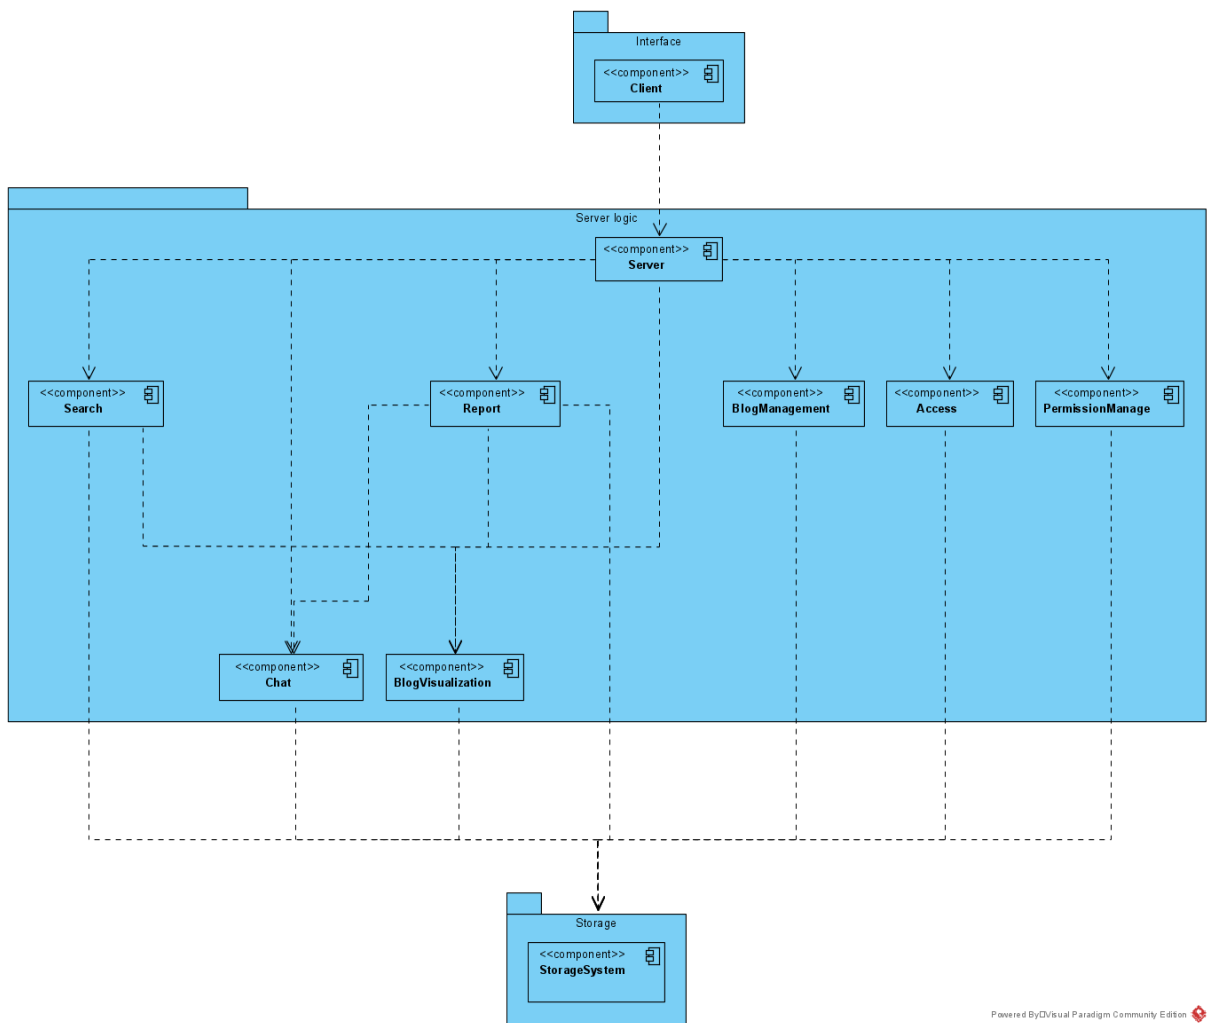 Interface
<<component>>
Client
Server logic
<<component>>
Server
<<component>>
Search
<<component>>
Report
<<component>>
BlogManagement
<<component>>
Access
<<component>>
PermissionManage
<<component>>
Chat
<<component>>
BlogVisualization
Storage
<<component>>
StorageSystem
Powered By□Visual Paradigm Community Edition